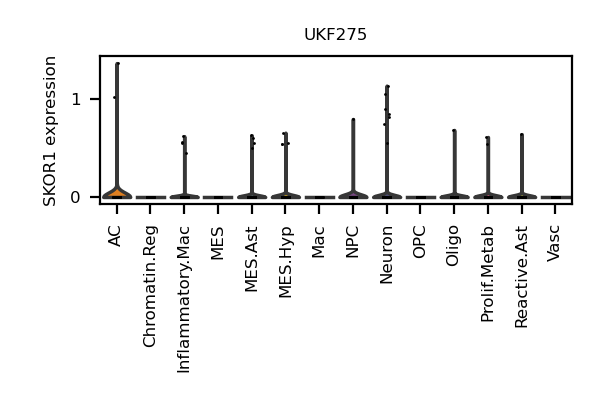 UKF275
SKOR1 expression
1
0
AC
Chromatin.Reg
Inflammatory.Mac
MES
MES.Ast
MES.Hyp
Mac
NPC
Neuron
OPC
Oligo
Prolif.Metab
Reactive.Ast
Vasc